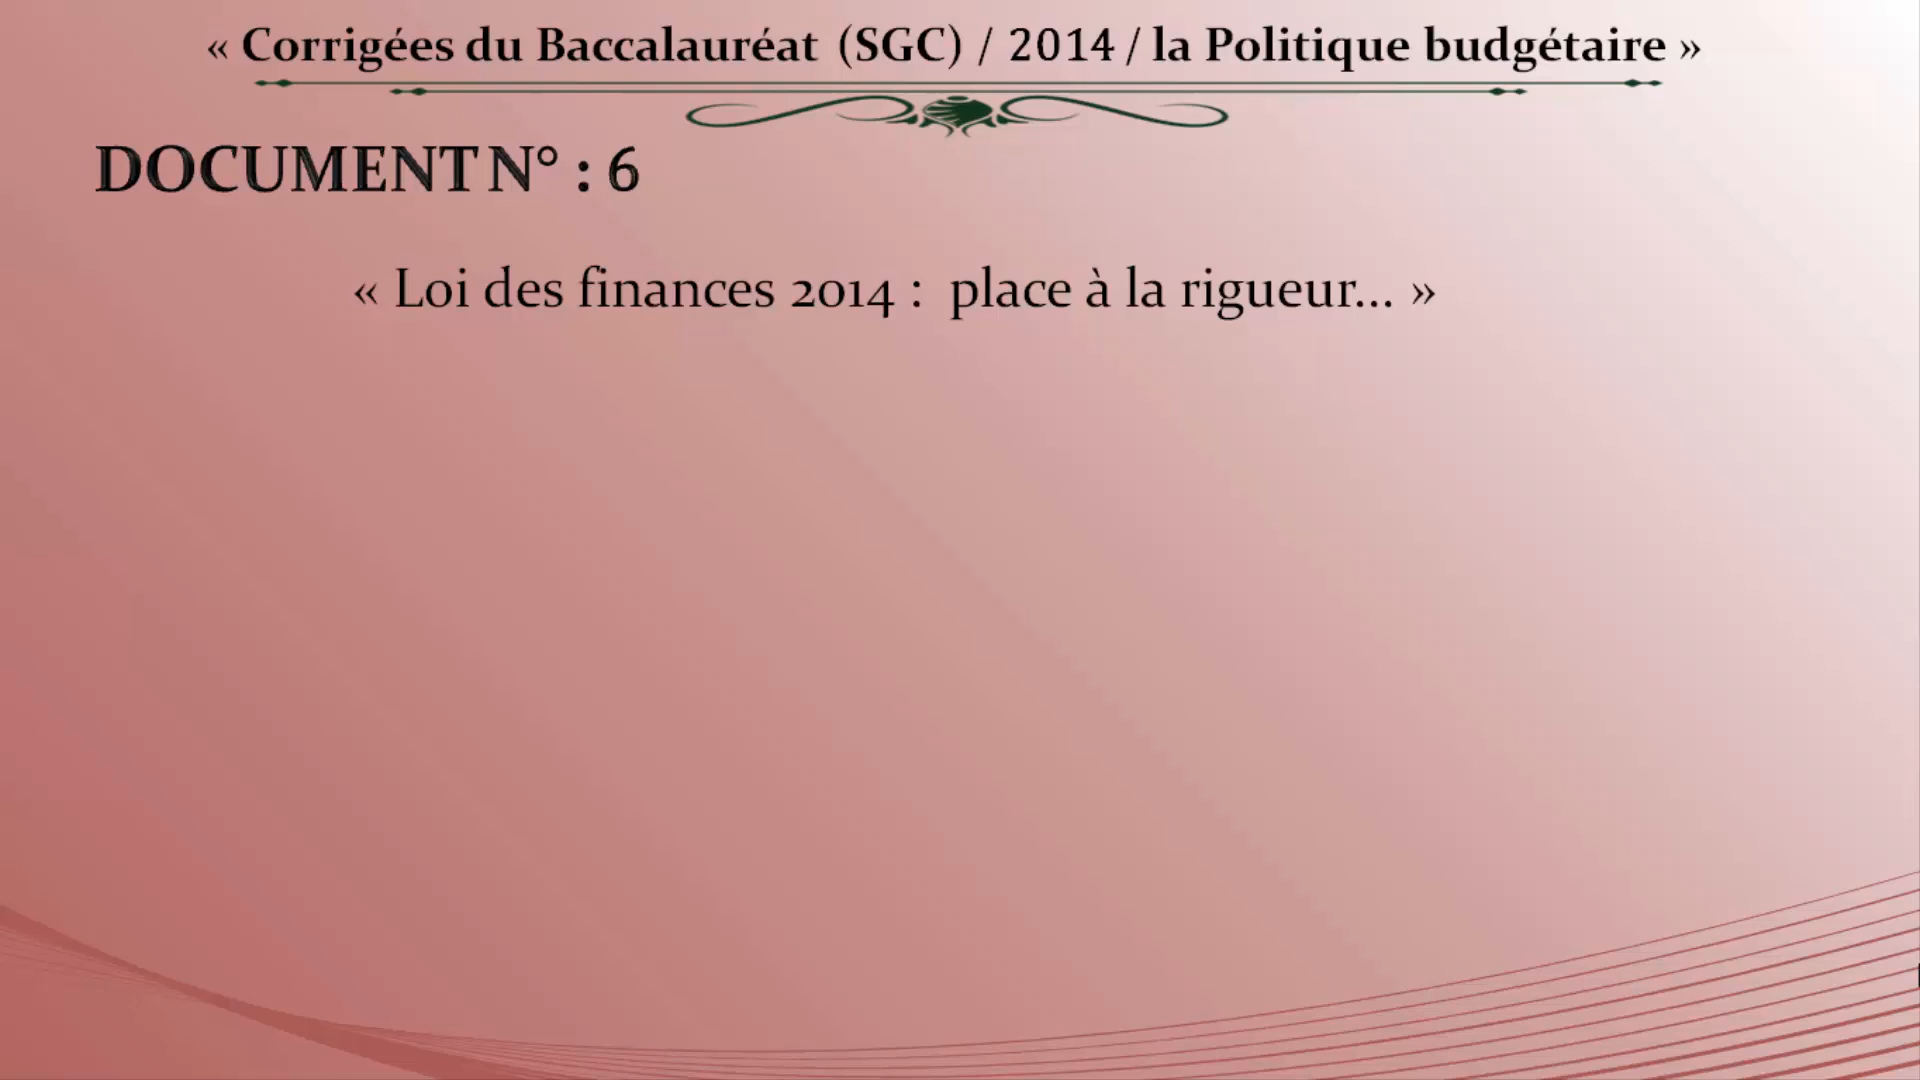 « Corrigées du Baccalauréat (SGC) / 2014 / la Politique budgétaire »
DOCUMENT N° : 6
« Loi des finances 2014 : place à la rigueur... »